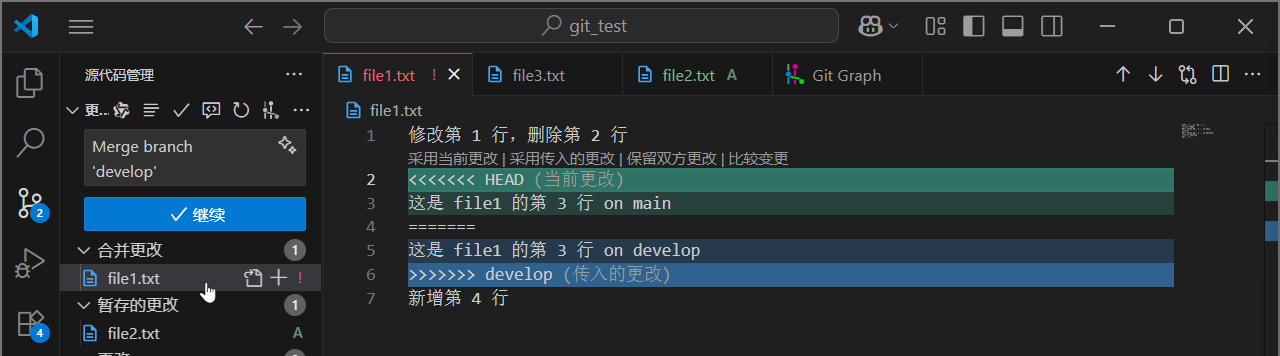 git_test
源代码管理
file1.txt !
file3.txt
file2.txt A
Git Graph
更...
file1.txt
Merge branch
'develop'
继续
合并更改 1
file1.txt !
暂存的更改 1
file2.txt A
2
4
1 修改第 1 行，删除第 2 行
采用当前更改 | 采用传入的更改 | 保留双方更改 | 比较变更
2 <<<<<<< HEAD (当前更改)
3 这是 file1 的第 3 行 on main
4 =======
5 这是 file1 的第 3 行 on develop
6 >>>>>>> develop (传入的更改)
7 新增第 4 行